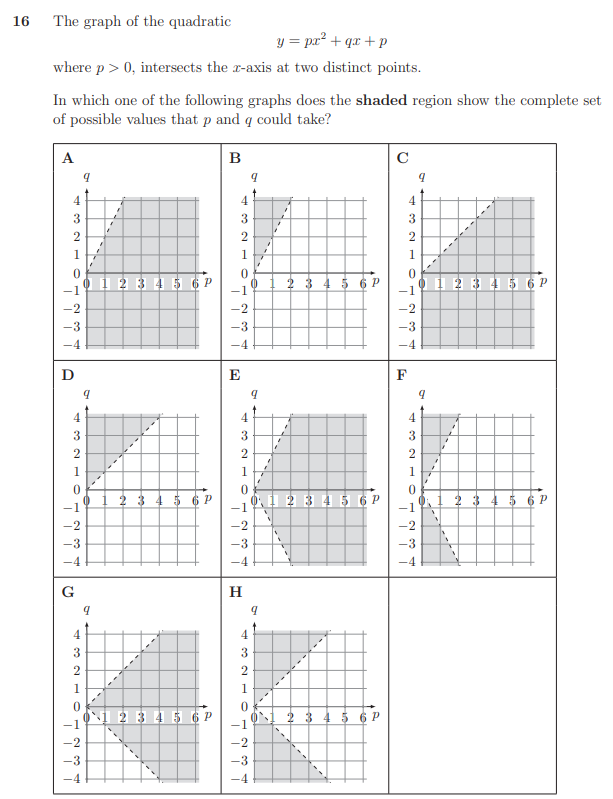 16 The graph of the quadratic
y = px² + qx + p
where p > 0, intersects the x-axis at two distinct points.
In which one of the following graphs does the shaded region show the complete set
of possible values that p and q could take?
A B C
q q q
4 4 4
3 3 3
2 2 2
1 1 1
0 0 0
0 1 2 3 4 5 6 p 0 1 2 3 4 5 6 p 0 1 2 3 4 5 6 p
−1 −1 −1
−2 −2 −2
−3 −3 −3
−4 −4 −4
D E F
q q q
4 4 4
3 3 3
2 2 2
1 1 1
0 0 0
0 1 2 3 4 5 6 p 0 1 2 3 4 5 6 p 0 1 2 3 4 5 6 p
−1 −1 −1
−2 −2 −2
−3 −3 −3
−4 −4 −4
G H
q q
4 4
3 3
2 2
1 1
0 0
0 1 2 3 4 5 6 p 0 1 2 3 4 5 6 p
−1 −1
−2 −2
−3 −3
−4 −4